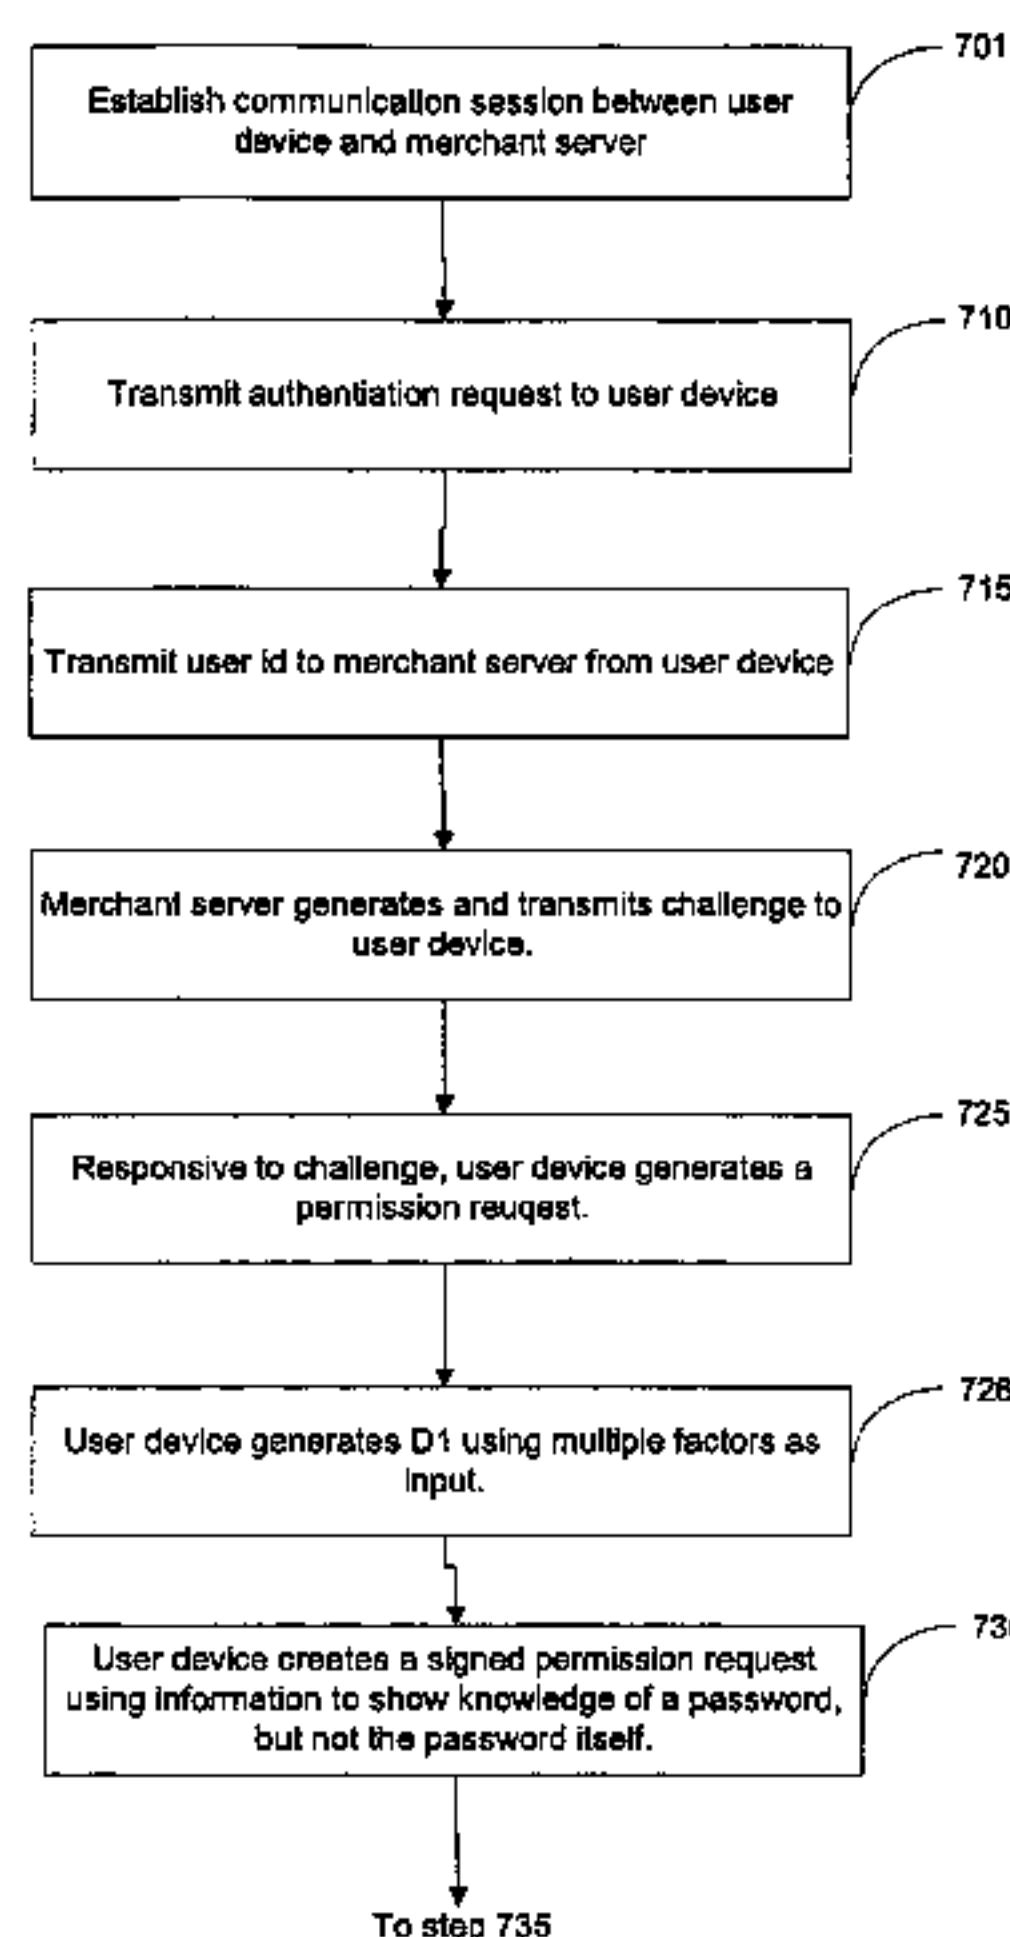 701
Establish communication session between user
device and merchant server
710
Transmit authentiation request to user device
715
Transmit user id to merchant server from user device
720
Merchant server generates and transmits challenge to
user device.
725
Responsive to challenge, user device generates a
permission reuqest.
User device generates D1 using multiple factors as
input.
User device creates a signed permission request
using information to show knowledge of a password,
but not the password itself.
To step 735